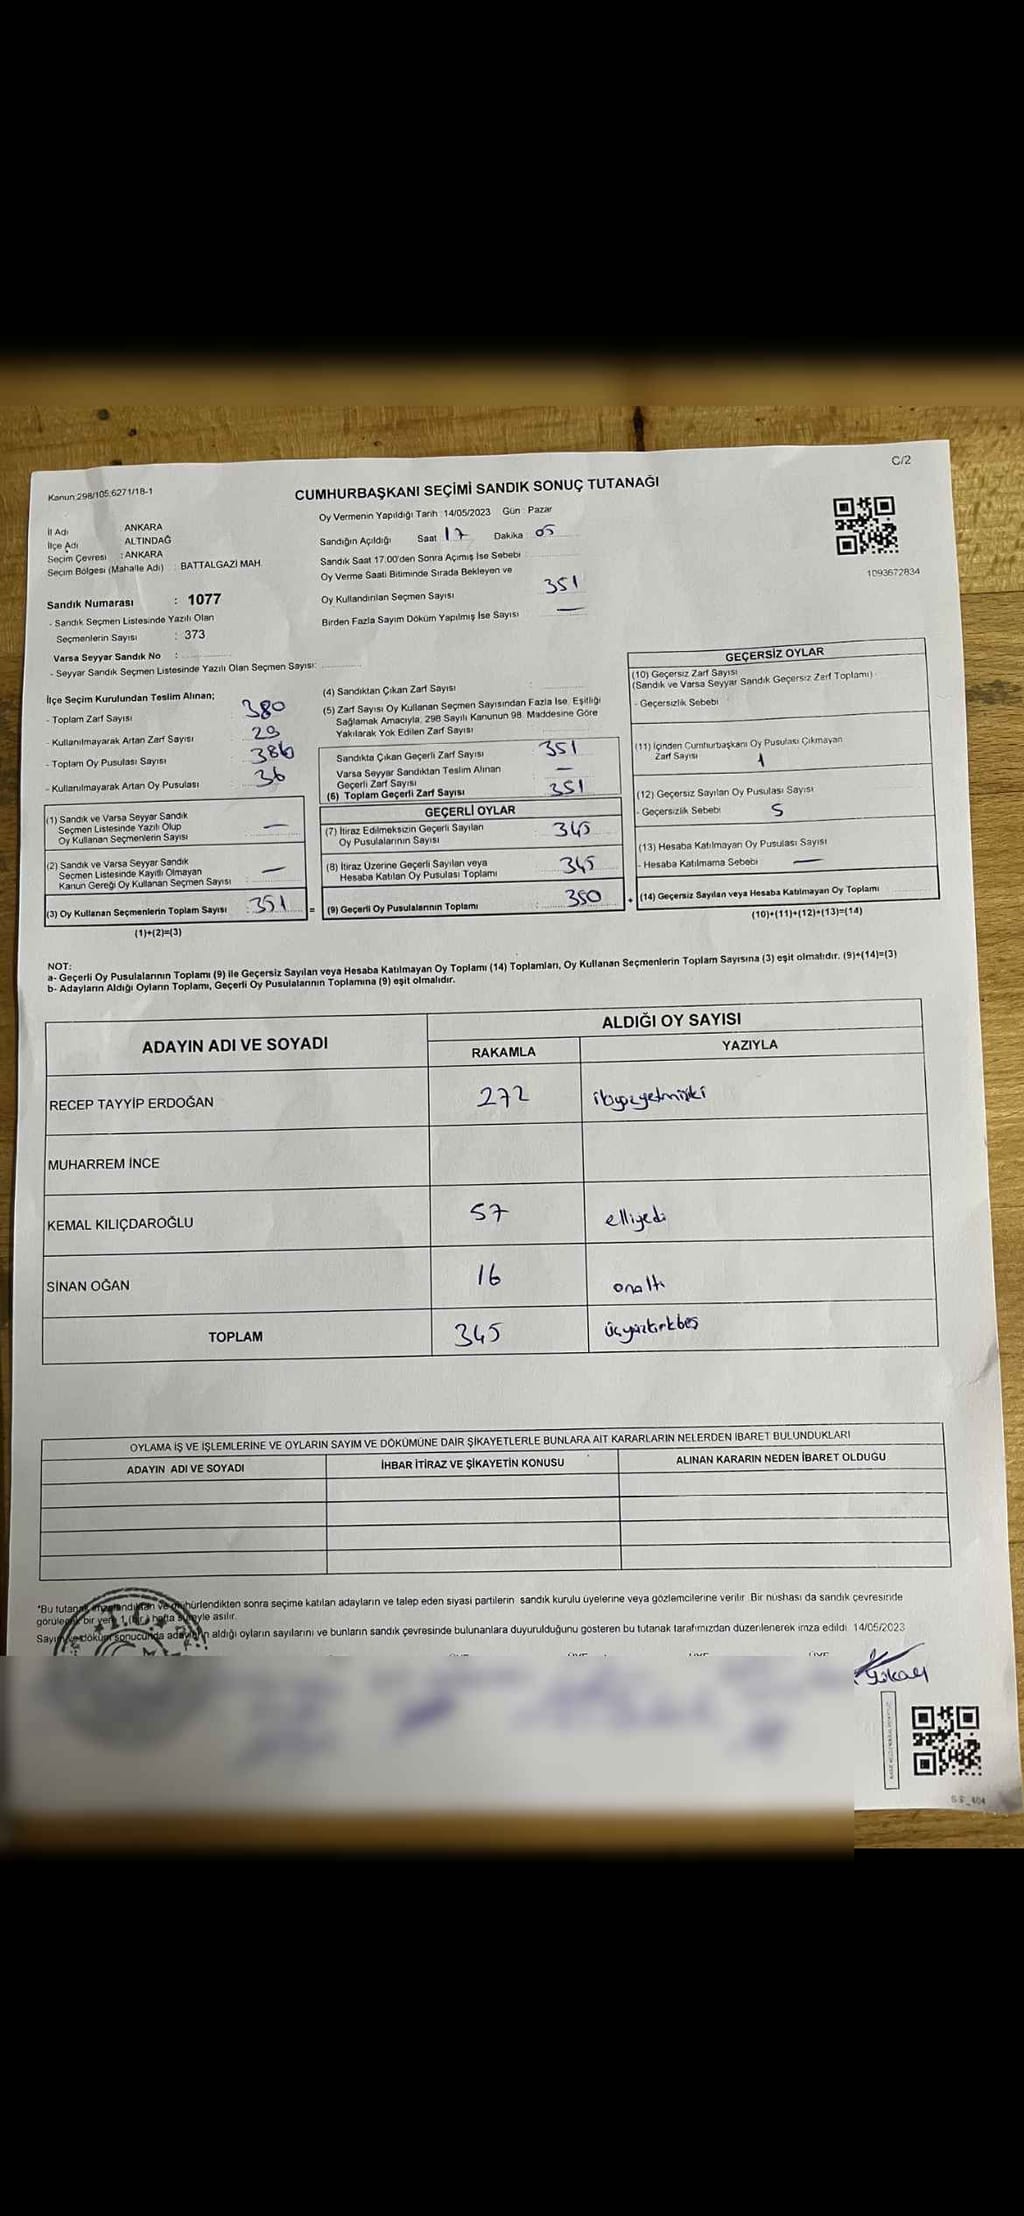 C/2
Kanun:298/105;6271/18-1
CUMHURBAŞKANI SEÇİMİ SANDIK SONUÇ TUTANAĞI
İl Adı : ANKARA
İlçe Adı : ALTINDAĞ
Seçim Çevresi : ANKARA
Seçim Bölgesi (Mahalle Adı) : BATTALGAZİ MAH.
Sandık Numarası : 1077
- Sandık Seçmen Listesinde Yazılı Olan
Seçmenlerin Sayısı : 373
Varsa Seyyar Sandık No :
- Seyyar Sandık Seçmen Listesinde Yazılı Olan Seçmen Sayısı:
Oy Vermenin Yapıldığı Tarih :14/05/2023 Gün : Pazar
Sandığın Açıldığı Saat 17 Dakika 05
Sandık Saat 17.00'den Sonra Açımış İse Sebebi
Oy Verme Saati Bitiminde Sırada Bekleyen ve
Oy Kullandırılan Seçmen Sayısı 351
Birden Fazla Sayım Döküm Yapılmış İse Sayısı —
1093672834
İlçe Seçim Kurulundan Teslim Alınan;
- Toplam Zarf Sayısı 380
- Kullanılmayarak Artan Zarf Sayısı 29
- Toplam Oy Pusulası Sayısı 386
- Kullanılmayarak Artan Oy Pusulası 36
(1) Sandık ve Varsa Seyyar Sandık
Seçmen Listesinde Yazılı Olup
Oy Kullanan Seçmenlerin Sayısı —
(2) Sandık ve Varsa Seyyar Sandık
Seçmen Listesinde Kayıtlı Olmayan
Kanun Gereği Oy Kullanan Seçmen Sayısı —
(3) Oy Kullanan Seçmenlerin Toplam Sayısı : 351 =
(1)+(2)=(3)
(4) Sandıktan Çıkan Zarf Sayısı
(5) Zarf Sayısı Oy Kullanan Seçmen Sayısından Fazla İse, Eşitliği
Sağlamak Amacıyla, 298 Sayılı Kanunun 98. Maddesine Göre
Yakılarak Yok Edilen Zarf Sayısı
Sandıkta Çıkan Geçerli Zarf Sayısı 351
Varsa Seyyar Sandıktan Teslim Alınan
Geçerli Zarf Sayısı —
(6) Toplam Geçerli Zarf Sayısı 351
GEÇERLİ OYLAR
(7) İtiraz Edilmeksizin Geçerli Sayılan
Oy Pusulalarının Sayısı 345
(8) İtiraz Üzerine Geçerli Sayılan veya
Hesaba Katılan Oy Pusulası Toplamı 345
(9) Geçerli Oy Pusulalarının Toplamı 350 +
GEÇERSİZ OYLAR
(10) Geçersiz Zarf Sayısı
(Sandık ve Varsa Seyyar Sandık Geçersiz Zarf Toplamı)
- Geçersizlik Sebebi
(11) İçinden Cumhurbaşkanı Oy Pusulası Çıkmayan
Zarf Sayısı 1
(12) Geçersiz Sayılan Oy Pusulası Sayısı
- Geçersizlik Sebebi 5
(13) Hesaba Katılmayan Oy Pusulası Sayısı
- Hesaba Katılmama Sebebi —
(14) Geçersiz Sayılan veya Hesaba Katılmayan Oy Toplamı
(10)+(11)+(12)+(13)=(14)
NOT:
a- Geçerli Oy Pusulalarının Toplamı (9) ile Geçersiz Sayılan veya Hesaba Katılmayan Oy Toplamı (14) Toplamları, Oy Kullanan Seçmenlerin Toplam Sayısına (3) eşit olmalıdır. (9)+(14)=(3)
b- Adayların Aldığı Oyların Toplamı, Geçerli Oy Pusulalarının Toplamına (9) eşit olmalıdır.
ADAYIN ADI VE SOYADI
ALDIĞI OY SAYISI
RAKAMLA YAZIYLA
RECEP TAYYİP ERDOĞAN 272 ikiyüzyetmişiki
MUHARREM İNCE
KEMAL KILIÇDAROĞLU 57 elliyedi
SİNAN OĞAN 16 onaltı
TOPLAM 345 üçyüzkırkbeş
OYLAMA İŞ VE İŞLEMLERİNE VE OYLARIN SAYIM VE DÖKÜMÜNE DAİR ŞİKAYETLERLE BUNLARA AİT KARARLARIN NELERDEN İBARET BULUNDUKLARI
ADAYIN ADI VE SOYADI İHBAR İTİRAZ VE ŞİKAYETİN KONUSU ALINAN KARARIN NEDEN İBARET OLDUĞU
*Bu tutanak imzalandıktan ve mühürlendikten sonra seçime katılan adayların ve talep eden siyasi partilerin sandık kurulu üyelerine veya gözlemcilerine verilir. Bir nushası da sandık çevresinde
görülecek bir yere 1 (bir) hafta süreyle asılır.
Sayım ve döküm sonucunda adayların aldığı oyların sayılarını ve bunların sandık çevresinde bulunanlara duyurulduğunu gösteren bu tutanak tarafımızdan düzenlenerek imza edildi. 14/05/2023